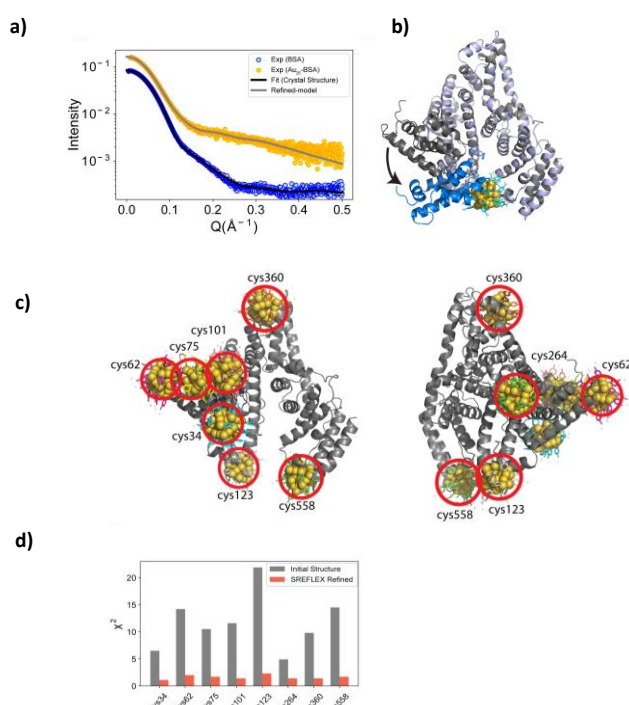 a)
Intensity
10⁻¹
10⁻²
10⁻³
0.0 0.1 0.2 0.3 0.4 0.5
Q(Å⁻¹)
Exp (BSA)
Exp (Au₂₅-BSA)
Fit (Crystal Structure)
Refined-model
b)
c)
cys360
cys101
cys75
cys62
cys34
cys123
cys558
cys360
cys264
cys62
cys558
cys123
d)
χ²
20
15
10
5
0
Initial Structure
SREFLEX Refined